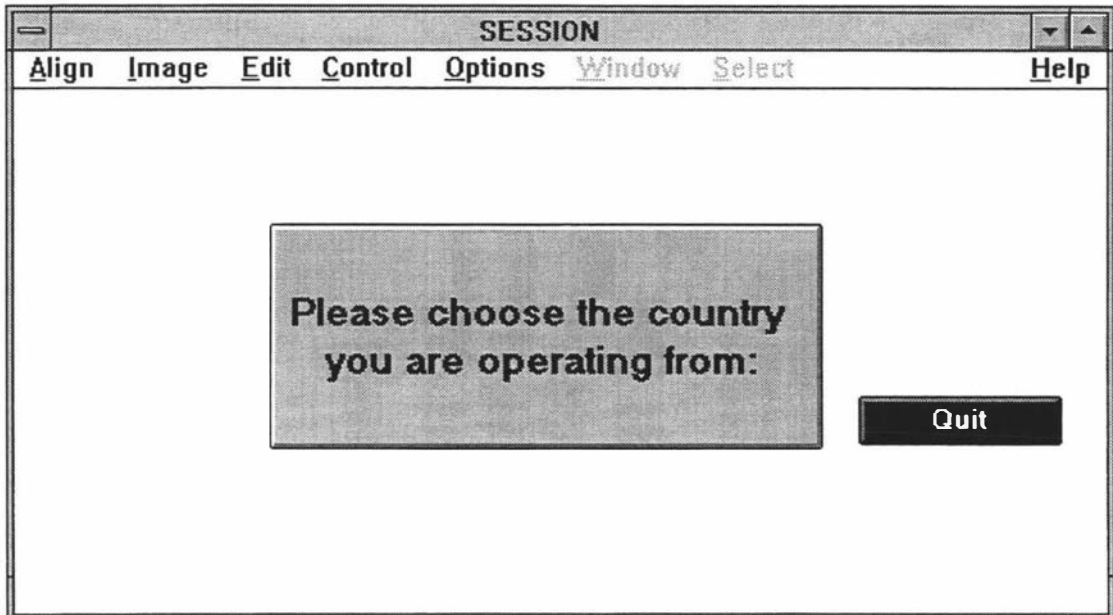 SESSION
Align Image Edit Control Options Window Select Help
Please choose the country
you are operating from:
Quit